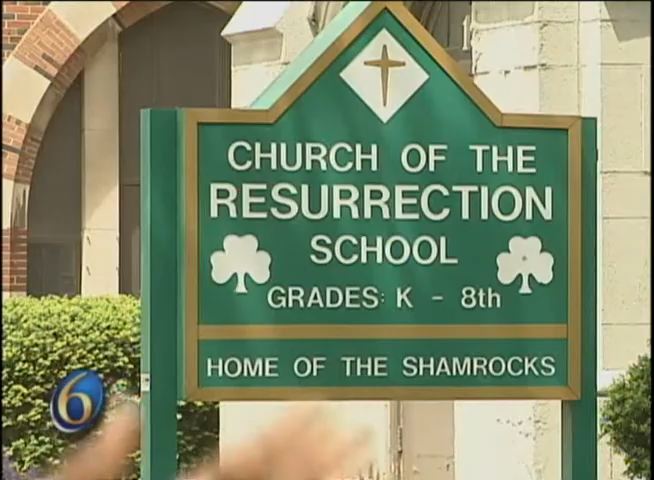 CHURCH OF THE
RESURRECTION
SCHOOL
GRADES: K - 8th
HOME OF THE SHAMROCKS
6